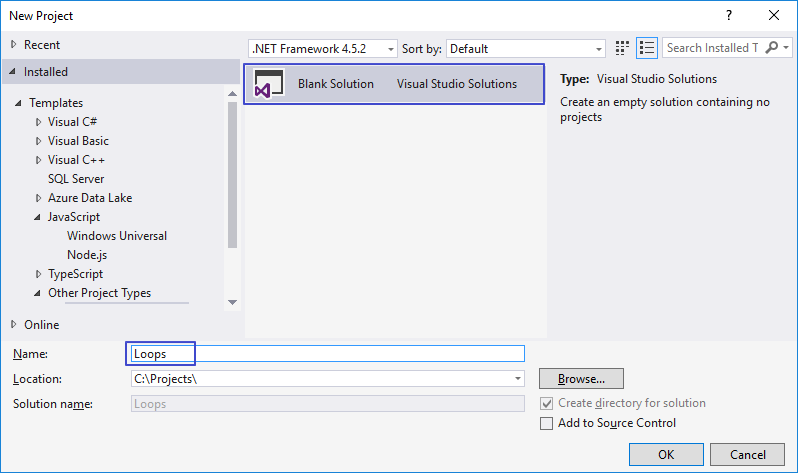 New Project
?
Recent
.NET Framework 4.5.2
Sort by:
Default
Search Installed T
Installed
Templates
Visual C#
Visual Basic
Visual C++
SQL Server
Azure Data Lake
JavaScript
Windows Universal
Node.js
TypeScript
Other Project Types
Online
Blank Solution
Visual Studio Solutions
Type: Visual Studio Solutions
Create an empty solution containing no
projects
Name:
Loops
Location:
C:\Projects\
Browse...
Solution name:
Loops
Create directory for solution
Add to Source Control
OK
Cancel